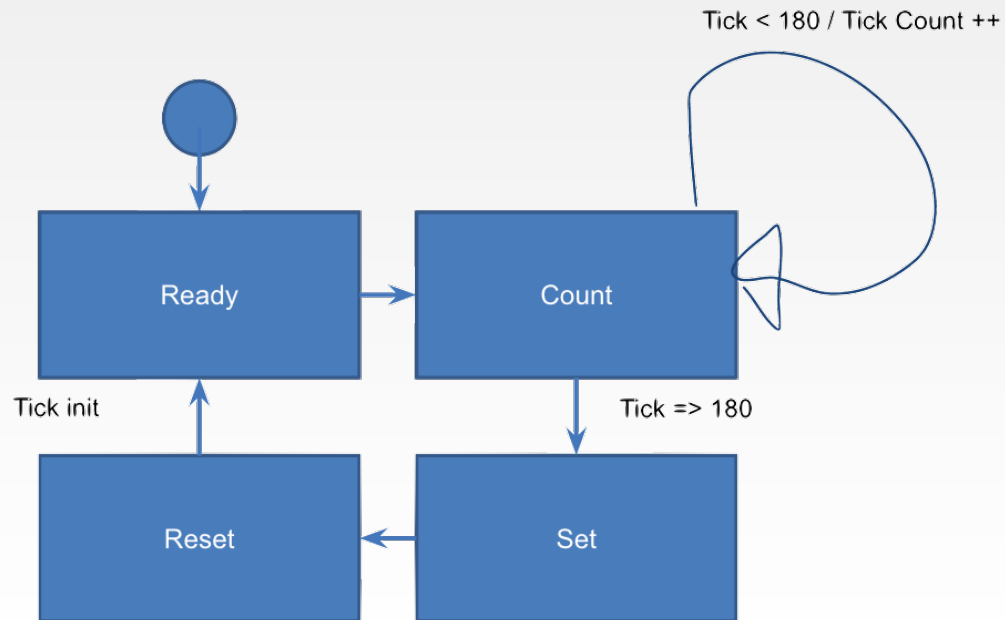 Tick < 180 / Tick Count ++
Ready
Count
Tick init
Tick => 180
Reset
Set